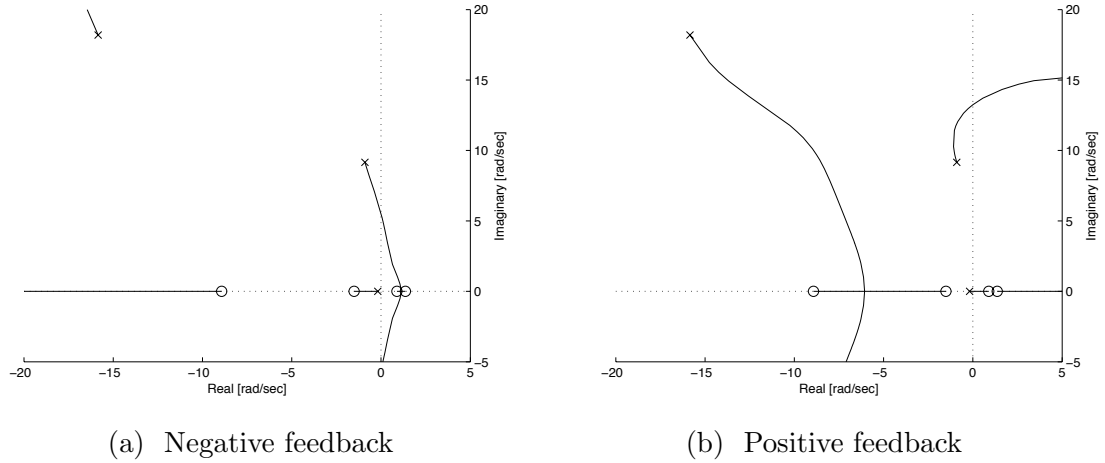 20
15
10
5
0
−5
Imaginary [rad/sec]
−20 −15 −10 −5 0 5
Real [rad/sec]
(a) Negative feedback
20
15
10
5
0
−5
Imaginary [rad/sec]
−20 −15 −10 −5 0 5
Real [rad/sec]
(b) Positive feedback